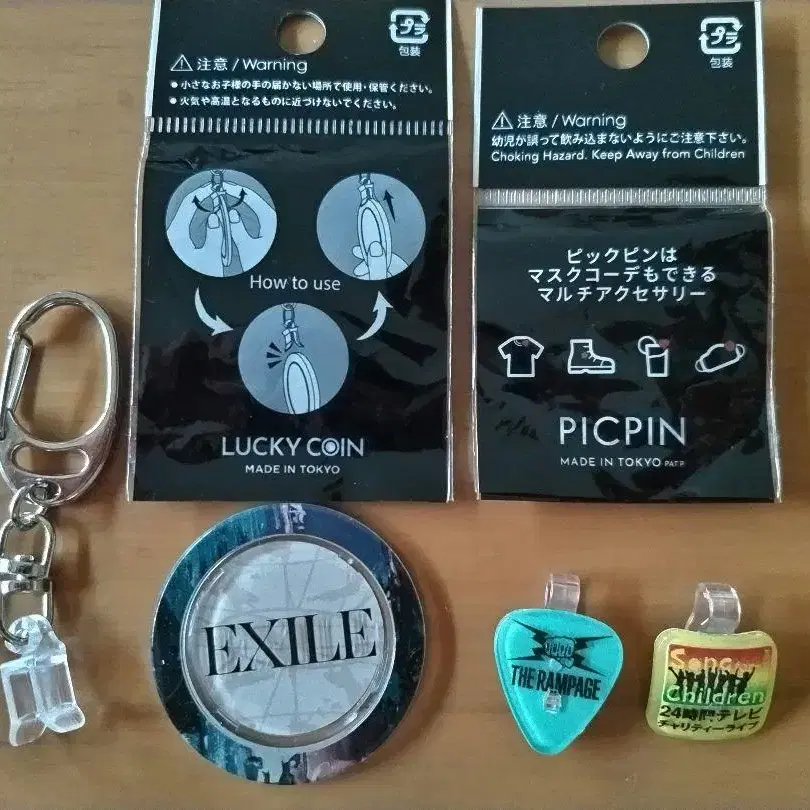 プラ
包装
⚠ 注意 / Warning
● 小さなお子様の手の届かない場所で使用・保管ください。
● 火気や高温となるものに近づけないでください。
How to use
LUCKY COIN
MADE IN TOKYO
プラ
包装
⚠ 注意 / Warning
幼児が誤って飲み込まないようにご注意下さい。
Choking Hazard. Keep Away from Children
ピックピンは
マスクコーデもできる
マルチアクセサリー
PICPIN
MADE IN TOKYO PAT.P
EXILE
THE RAMPAGE
Song for
Children
24時間テレビ
チャリティーライブ